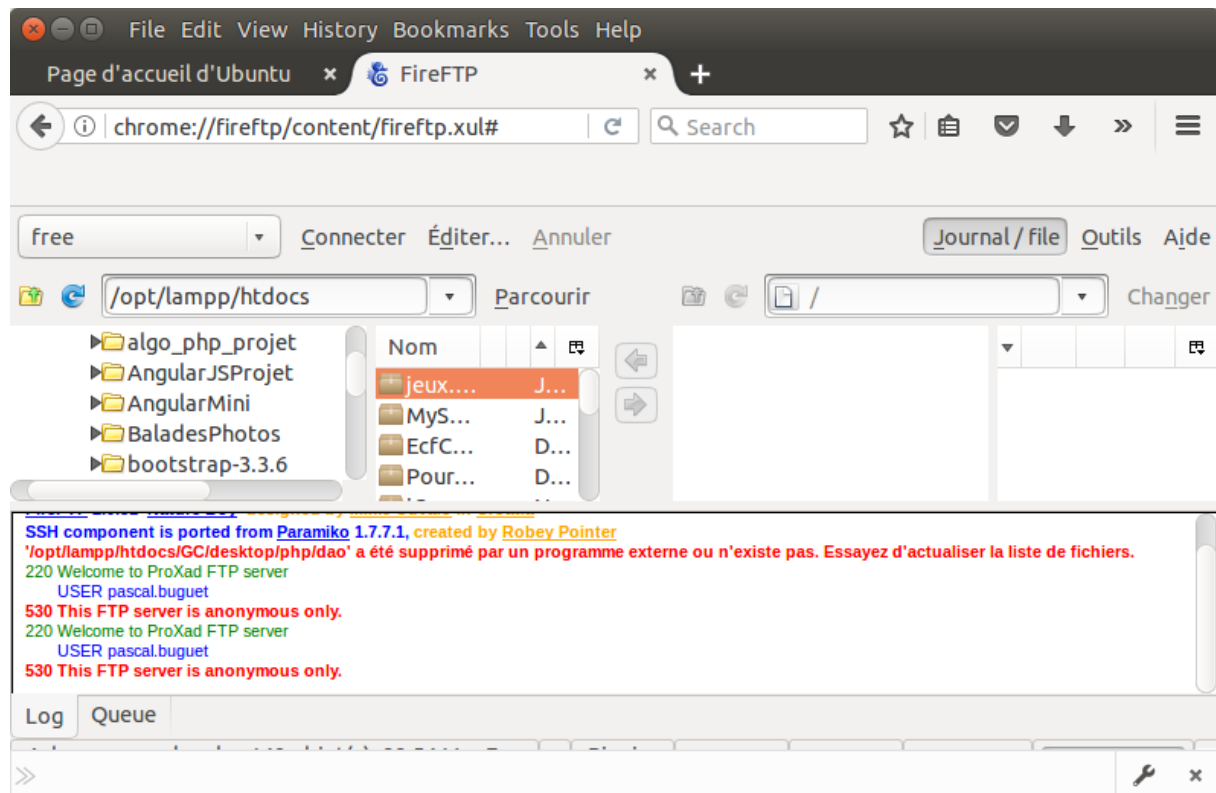 File Edit View History Bookmarks Tools Help
Page d'accueil d'Ubuntu
FireFTP
chrome://fireftp/content/fireftp.xul#
Search
free
Connecter Éditer... Annuler
Journal / file Outils Aide
/opt/lampp/htdocs
Parcourir
/
Changer
algo_php_projet
AngularJSProjet
AngularMini
BaladesPhotos
bootstrap-3.3.6
Nom
jeux.... J...
MyS... J...
EcfC... D...
Pour... D...
SSH component is ported from Paramiko 1.7.7.1, created by Robey Pointer
'/opt/lampp/htdocs/GC/desktop/php/dao' a été supprimé par un programme externe ou n'existe pas. Essayez d'actualiser la liste de fichiers.
220 Welcome to ProXad FTP server
USER pascal.buguet
530 This FTP server is anonymous only.
220 Welcome to ProXad FTP server
USER pascal.buguet
530 This FTP server is anonymous only.
Log Queue